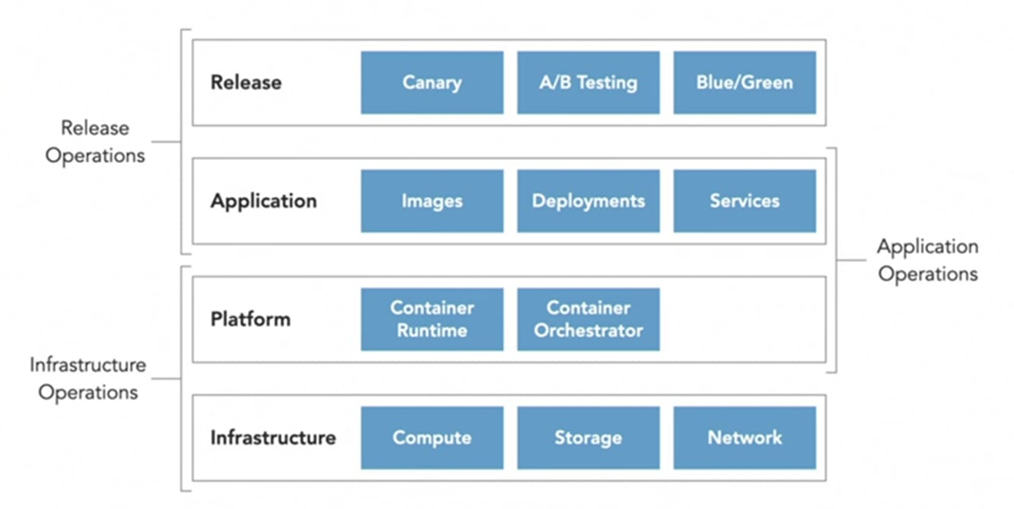 Release
Canary
A/B Testing
Blue/Green
Release
Operations
Application
Images
Deployments
Services
Application
Operations
Platform
Container
Runtime
Container
Orchestrator
Infrastructure
Operations
Infrastructure
Compute
Storage
Network